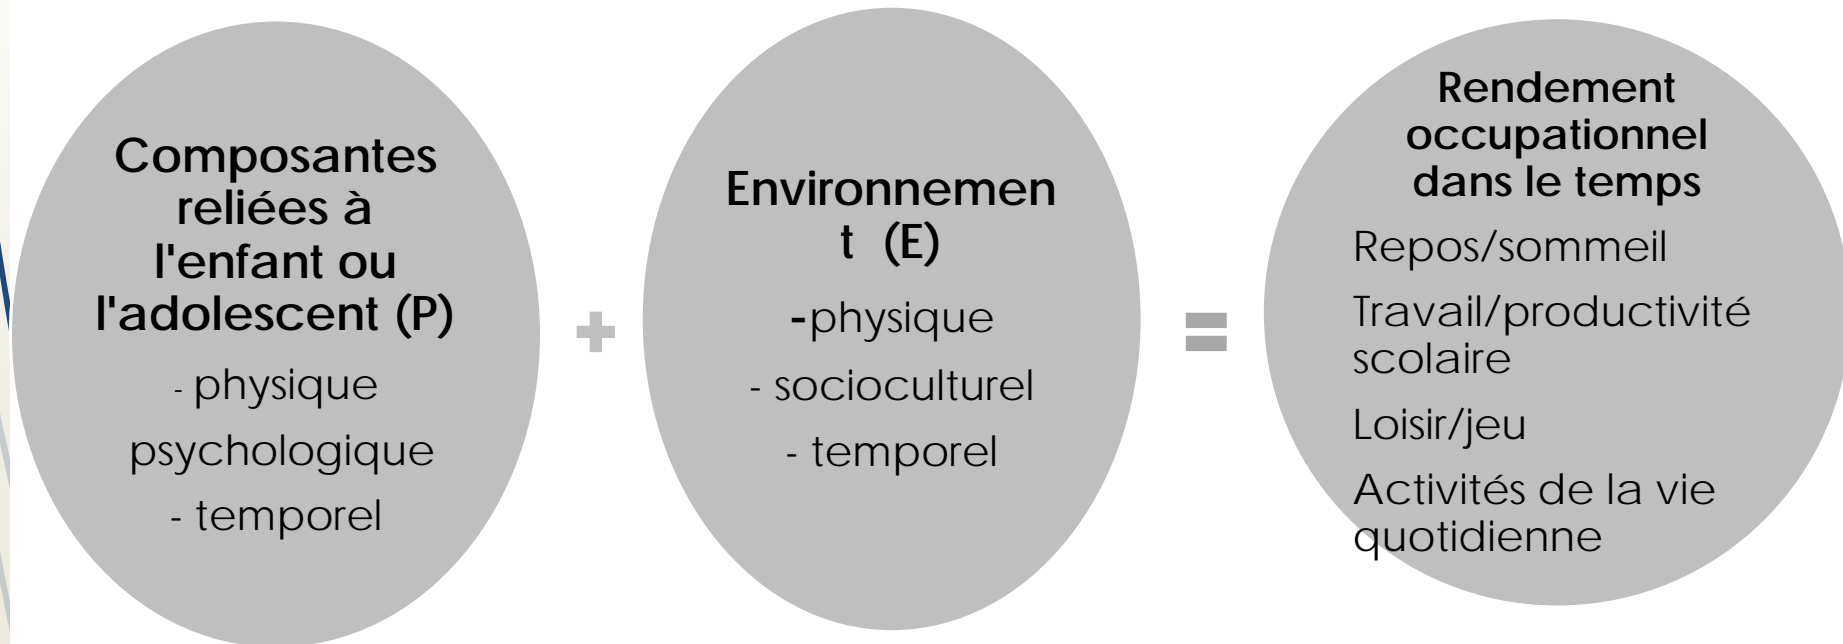 Composantes
reliées à
l'enfant ou
l'adolescent (P)
- physique
psychologique
- temporel
+
Environnemen
t (E)
-physique
- socioculturel
- temporel
=
Rendement
occupationnel
dans le temps
Repos/sommeil
Travail/productivité
scolaire
Loisir/jeu
Activités de la vie
quotidienne